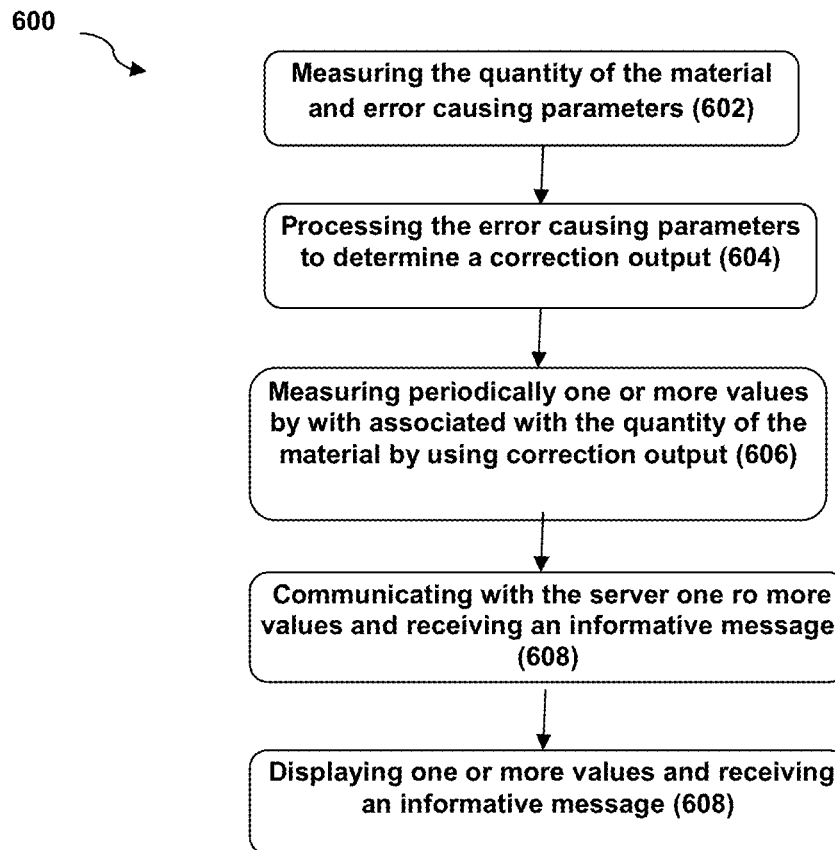 600
Measuring the quantity of the material
and error causing parameters (602)
Processing the error causing parameters
to determine a correction output (604)
Measuring periodically one or more values
by with associated with the quantity of the
material by using correction output (606)
Communicating with the server one ro more
values and receiving an informative message
(608)
Displaying one or more values and receiving
an informative message (608)